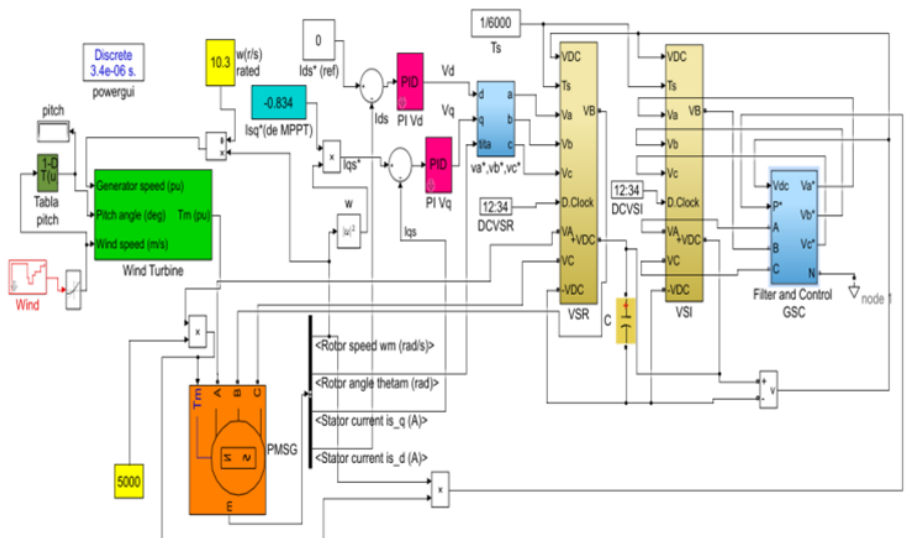 Discrete
3.4e-06 s.
powergui
10.3
w(r/s)
rated
0
Ids* (ref)
-0.834
Isq*(de MPPT)
PID
PI Vd
Vd
Vq
Ids
PID
PI Vq
Iqs*
Iqs
w
|u|²
d
q
tita
a
b
c
va*,vb*,vc*
12:34
DCVSR
1/6000
Ts
VDC
Ts
Va
Vb
Vc
D.Clock
VA
VC
-VDC
VB
+VDC
VSR
VDC
Ts
Va
Vb
Vc
D.Clock
VA
VC
-VDC
VB
+VDC
VSI
12:34
DCVSI
Vdc
P*
A
B
C
Va*
Vb*
Vc*
N
Filter and Control
GSC
node 1
C
+
-
v
pitch
1-D
T(u
Tabla
pitch
Generator speed (pu)
Pitch angle (deg)
Wind speed (m/s)
Tm (pu)
Wind Turbine
Wind
x
x
x
5000
Tm
A
B
C
m
PMSG
<Rotor speed wm (rad/s)>
<Rotor angle thetam (rad)>
<Stator current is_q (A)>
<Stator current is_d (A)>
x